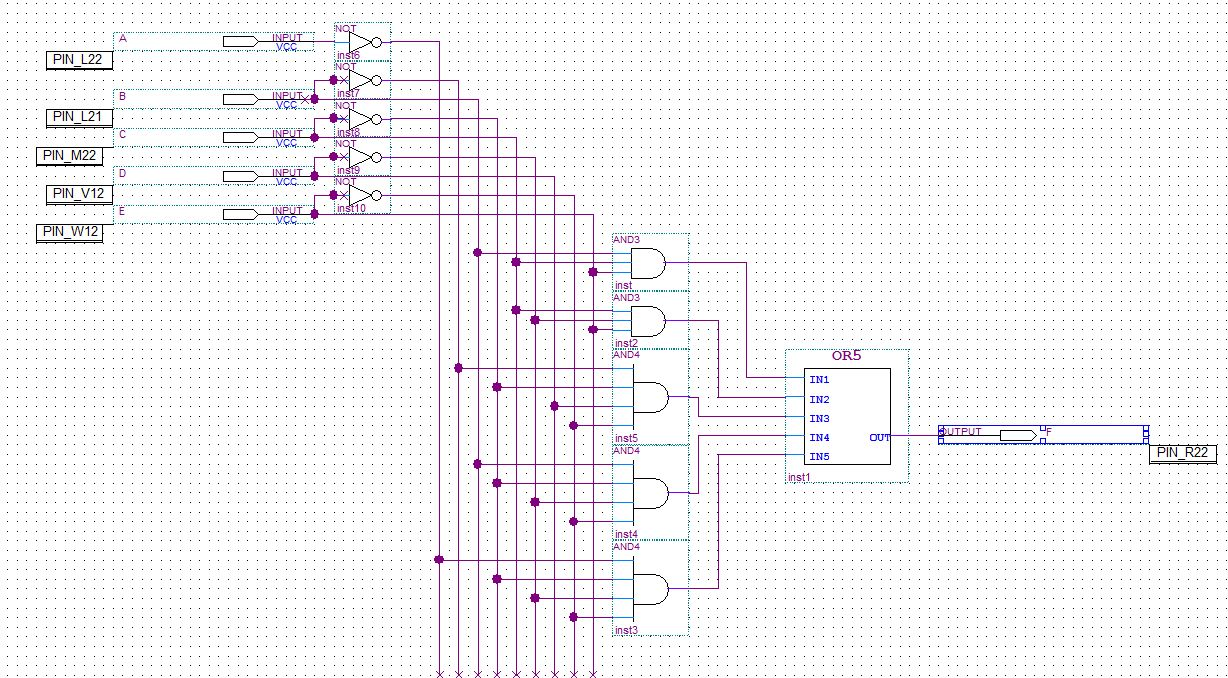 A
INPUT
VCC
PIN_L22
NOT
inst6
NOT
inst7
B
INPUT
VCC
PIN_L21
NOT
inst8
C
INPUT
VCC
PIN_M22
NOT
inst9
D
INPUT
VCC
PIN_V12
NOT
inst10
E
INPUT
VCC
PIN_W12
AND3
inst
AND3
inst2
AND4
inst5
AND4
inst4
AND4
inst3
OR5
IN1
IN2
IN3
IN4
OUT
IN5
inst1
OUTPUT
F
PIN_R22